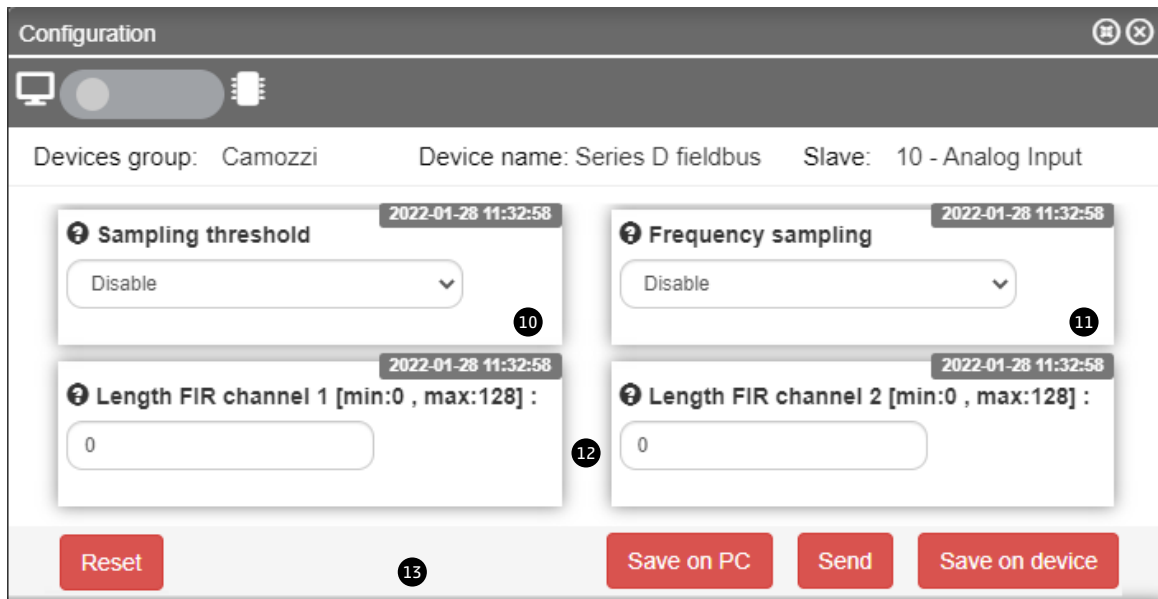 Configuration
Devices group: Camozzi Device name: Series D fieldbus Slave: 10 - Analog Input
2022-01-28 11:32:58 2022-01-28 11:32:58
Sampling threshold Frequency sampling
Disable Disable
10 11
2022-01-28 11:32:58 2022-01-28 11:32:58
Length FIR channel 1 [min:0 , max:128] : Length FIR channel 2 [min:0 , max:128] :
0 12 0
Reset 13 Save on PC Send Save on device